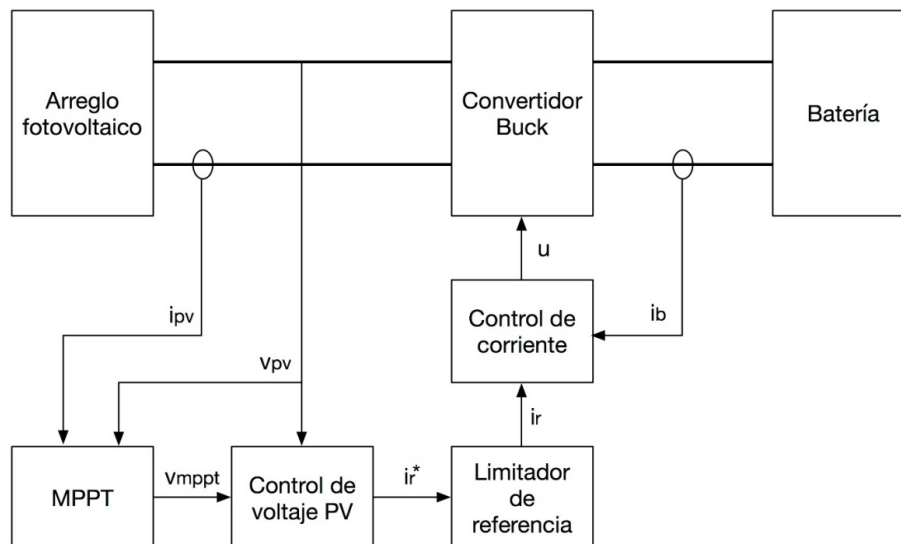 Arreglo
fotovoltaico
Convertidor
Buck
Batería
u
ipv
Control de
corriente
ib
vpv
ir
MPPT
vmppt
Control de
voltaje PV
ir*
Limitador
de
referencia